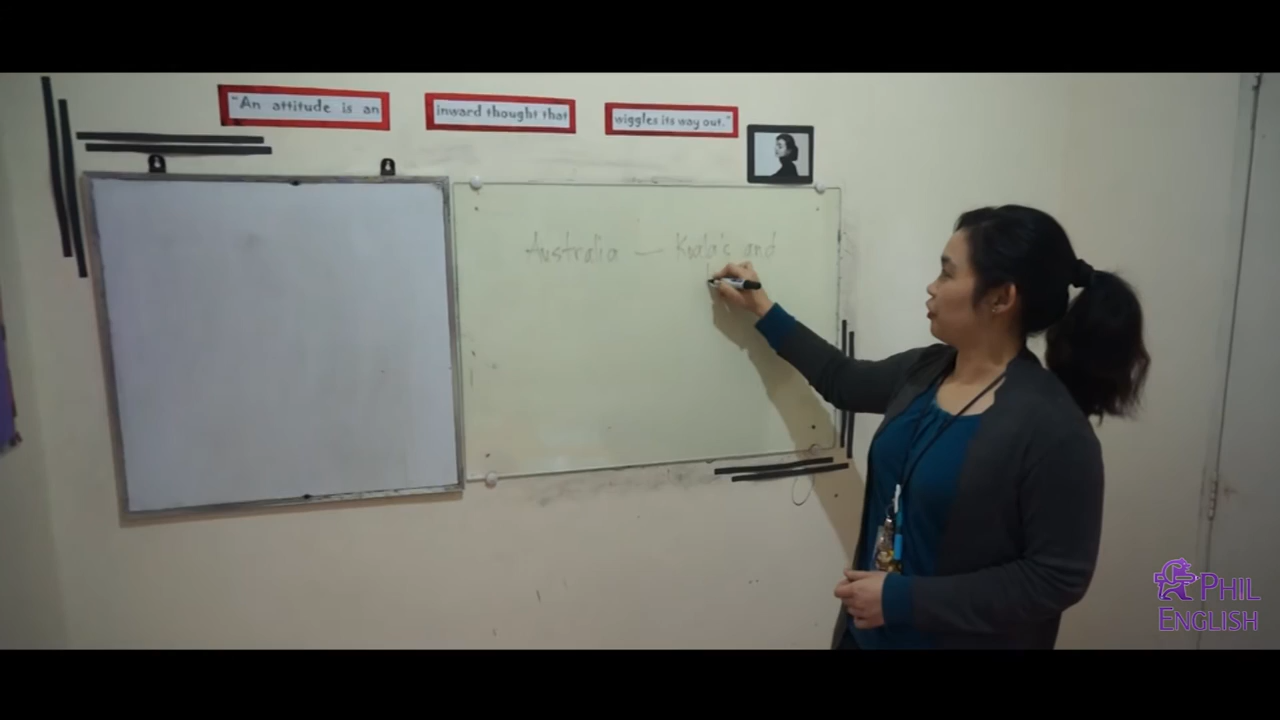 "An attitude is an
inward thought that
wiggles its way out."
Australia — Koala's and
PHIL
ENGLISH